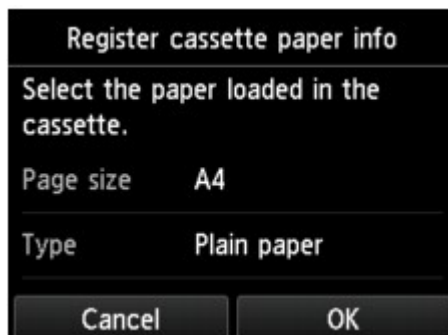 Register cassette paper info
Select the paper loaded in the
cassette.
Page size A4
Type Plain paper
Cancel OK